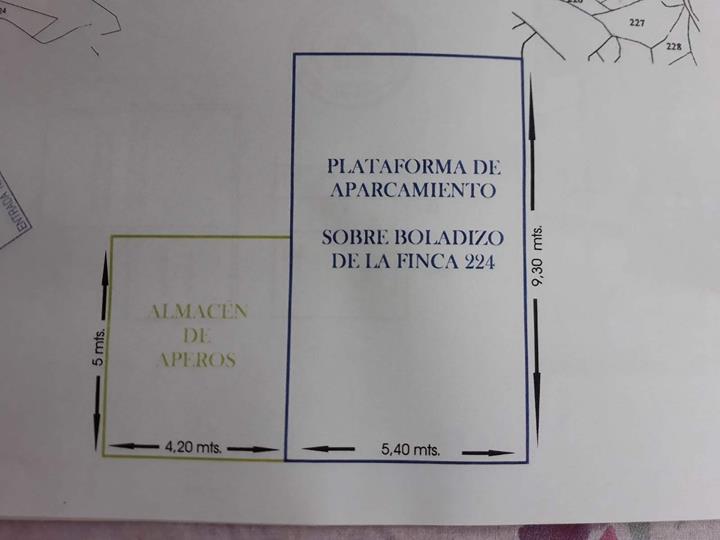 227
228
PLATAFORMA DE
APARCAMIENTO
SOBRE BOLADIZO
DE LA FINCA 224
9,30 mts.
ENTRADA
ALMACÉN
DE
APEROS
5 mts.
4,20 mts.
5,40 mts.